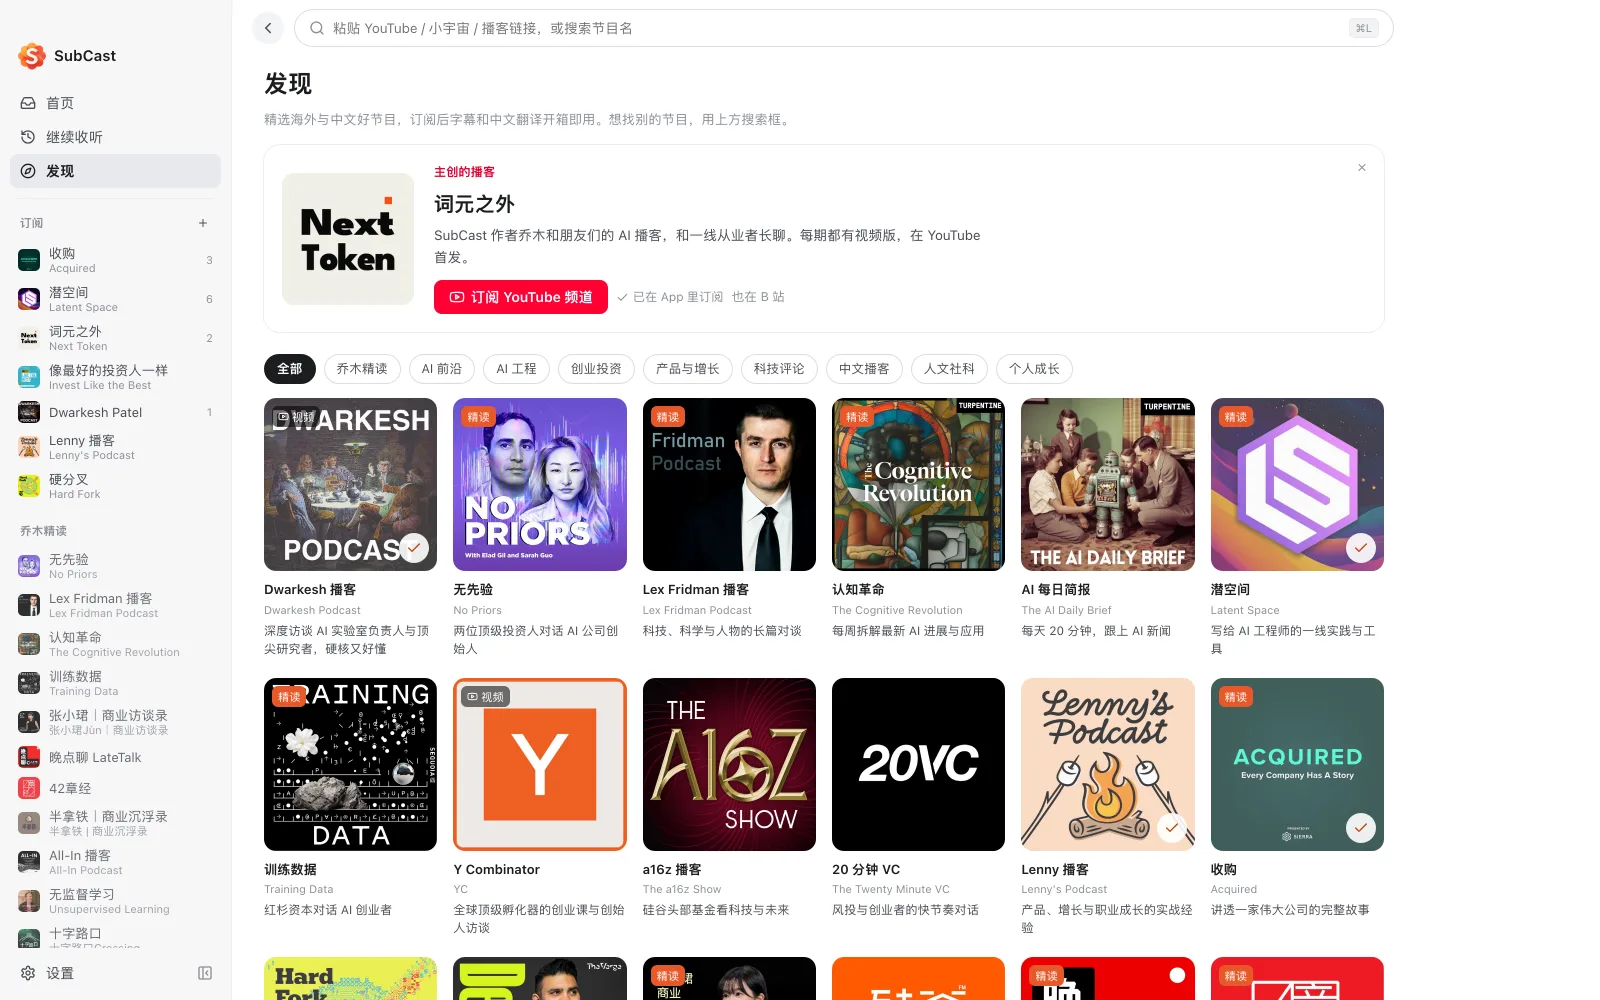 粘贴 YouTube / 小宇宙 / 播客链接，或搜索节目名
⌘L
SubCast
首页
继续收听
发现
订阅
收购
Acquired
3
潜空间
Latent Space
6
词元之外
Next Token
2
像最好的投资人一样
Invest Like the Best
Dwarkesh Patel
1
Lenny 播客
Lenny's Podcast
硬分叉
Hard Fork
乔木精读
无先验
No Priors
Lex Fridman 播客
Lex Fridman Podcast
认知革命
The Cognitive Revolution
训练数据
Training Data
张小珺｜商业访谈录
张小珺Jùn｜商业访谈录
晚点聊 LateTalk
42章经
半拿铁｜商业沉浮录
半拿铁 | 商业沉浮录
All-In 播客
All-In Podcast
无监督学习
Unsupervised Learning
十字路口
十字路口Crossing
设置
发现
精选海外与中文好节目，订阅后字幕和中文翻译开箱即用。想找别的节目，用上方搜索框。
Next
Token
主创的播客
词元之外
SubCast 作者乔木和朋友们的 AI 播客，和一线从业者长聊。每期都有视频版，在 YouTube
首发。
订阅 YouTube 频道
已在 App 里订阅
也在 B 站
全部
乔木精读
AI 前沿
AI 工程
创业投资
产品与增长
科技评论
中文播客
人文社科
个人成长
视频
DWARKESH
PODCAST
Dwarkesh 播客
Dwarkesh Podcast
深度访谈 AI 实验室负责人与顶
尖研究者，硬核又好懂
精读
NO
PRIORS
With Elad Gil and Sarah Guo
无先验
No Priors
两位顶级投资人对话 AI 公司创
始人
精读
Fridman
Podcast
Lex Fridman 播客
Lex Fridman Podcast
科技、科学与人物的长篇对谈
精读
TURPENTINE
The Cognitive
Revolution
认知革命
The Cognitive Revolution
每周拆解最新 AI 进展与应用
TURPENTINE
THE AI DAILY BRIEF
AI 每日简报
The AI Daily Brief
每天 20 分钟，跟上 AI 新闻
精读
潜空间
Latent Space
写给 AI 工程师的一线实践与工
具
精读
TRAINING
SEQUOIA
DATA
训练数据
Training Data
红杉资本对话 AI 创业者
视频
Y
Y Combinator
YC
全球顶级孵化器的创业课与创始
人访谈
THE
A16Z
SHOW
a16z 播客
The a16z Show
硅谷头部基金看科技与未来
20VC
20 分钟 VC
The Twenty Minute VC
风投与创业者的快节奏对话
Lenny's
Podcast
Lenny 播客
Lenny's Podcast
产品、增长与职业成长的实战经
验
精读
ACQUIRED
Every Company Has A Story
PRESENTED BY
SIERRA
收购
Acquired
讲透一家伟大公司的完整故事
Hard
Fork
精读
商业
精读
晚
精读